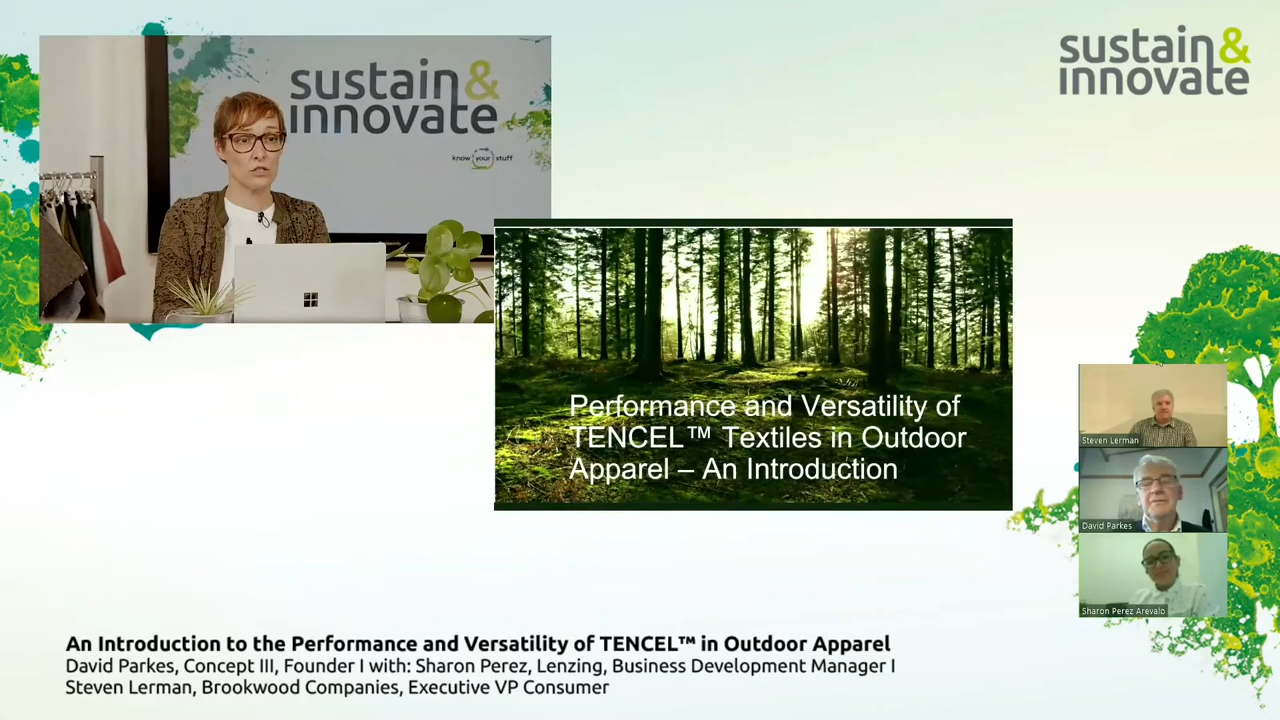 sustain&
innovate
know your stuff
sustain&
innovate
Performance and Versatility of
TENCEL™ Textiles in Outdoor
Apparel – An Introduction
Steven Lerman
David Parkes
Sharon Perez Arevalo
An Introduction to the Performance and Versatility of TENCEL™ in Outdoor Apparel
David Parkes, Concept III, Founder I with: Sharon Perez, Lenzing, Business Development Manager I
Steven Lerman, Brookwood Companies, Executive VP Consumer